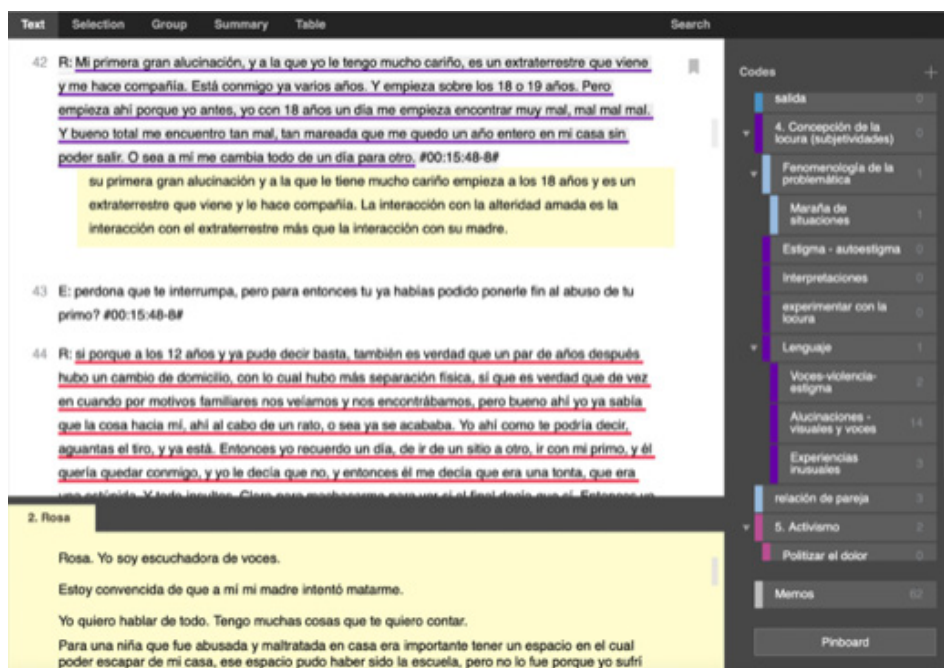 Text Selection Group Summary Table Search
42 R: Mi primera gran alucinación, y a la que yo le tengo mucho cariño, es un extraterrestre que viene
y me hace compañía. Está conmigo ya varios años. Y empieza sobre los 18 o 19 años. Pero
empieza ahí porque yo antes, yo con 18 años un día me empieza encontrar muy mal, mal mal mal.
Y bueno total me encuentro tan mal, tan mareada que me quedo un año entero en mi casa sin
poder salir. O sea a mí me cambia todo de un día para otro. #00:15:48-8#
su primera gran alucinación y a la que le tiene mucho cariño empieza a los 18 años y es un
extraterrestre que viene y le hace compañía. La interacción con la alteridad amada es la
interacción con el extraterrestre más que la interacción con su madre.
43 E: perdona que te interrumpa, pero para entonces tu ya habías podido ponerle fin al abuso de tu
primo? #00:15:48-8#
44 R: si porque a los 12 años y ya pude decir basta, también es verdad que un par de años después
hubo un cambio de domicilio, con lo cual hubo más separación física, sí que es verdad que de vez
en cuando por motivos familiares nos veíamos y nos encontrábamos, pero bueno ahí yo ya sabía
que la cosa hacia mí, ahí al cabo de un rato, o sea ya se acababa. Yo ahí como te podría decir,
aguantas el tiro, y ya está. Entonces yo recuerdo un día, de ir de un sitio a otro, ir con mi primo, y él
quería quedar conmigo, y yo le decía que no, y entonces él me decía que era una tonta, que era
una estúpida. Y todo insultos. Claro para machacarme para ver si al final decía que sí. Entonces
2. Rosa
Rosa. Yo soy escuchadora de voces.
Estoy convencida de que a mí mi madre intentó matarme.
Yo quiero hablar de todo. Tengo muchas cosas que te quiero contar.
Para una niña que fue abusada y maltratada en casa era importante tener un espacio en el cual
poder escapar de mi casa, ese espacio pudo haber sido la escuela, pero no lo fue porque yo sufrí
Codes +
salida 0
4. Concepción de la 0
locura (subjetividades)
Fenomenología de la 1
problemática
Maraña de 1
situaciones
Estigma - autoestigma 0
Interpretaciones 0
experimentar con la 0
locura
Lenguaje 1
Voces-violencia- 2
estigma
Alucinaciones - 14
visuales y voces
Experiencias 3
inusuales
relación de pareja 3
5. Activismo 2
Politizar el dolor 0
Memos 62
Pinboard